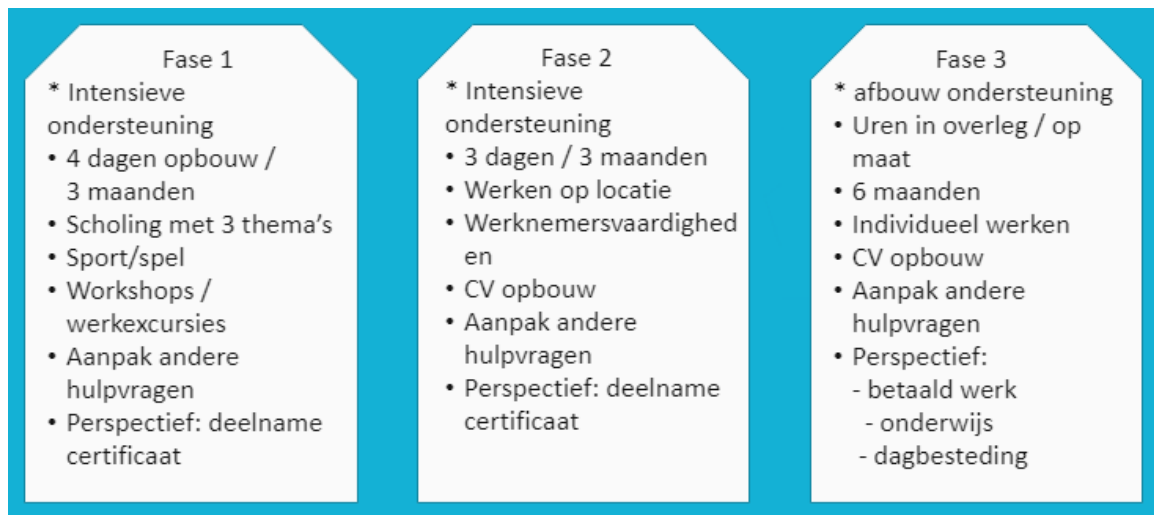 Fase 1
* Intensieve
ondersteuning
• 4 dagen opbouw /
3 maanden
• Scholing met 3 thema's
• Sport/spel
• Workshops /
werkexcursies
• Aanpak andere
hulpvragen
• Perspectief: deelname
certificaat
Fase 2
* Intensieve
ondersteuning
• 3 dagen / 3 maanden
• Werken op locatie
• Werknemersvaardighed
en
• CV opbouw
• Aanpak andere
hulpvragen
• Perspectief: deelname
certificaat
Fase 3
* afbouw ondersteuning
• Uren in overleg / op
maat
• 6 maanden
• Individueel werken
• CV opbouw
• Aanpak andere
hulpvragen
• Perspectief:
- betaald werk
- onderwijs
- dagbesteding